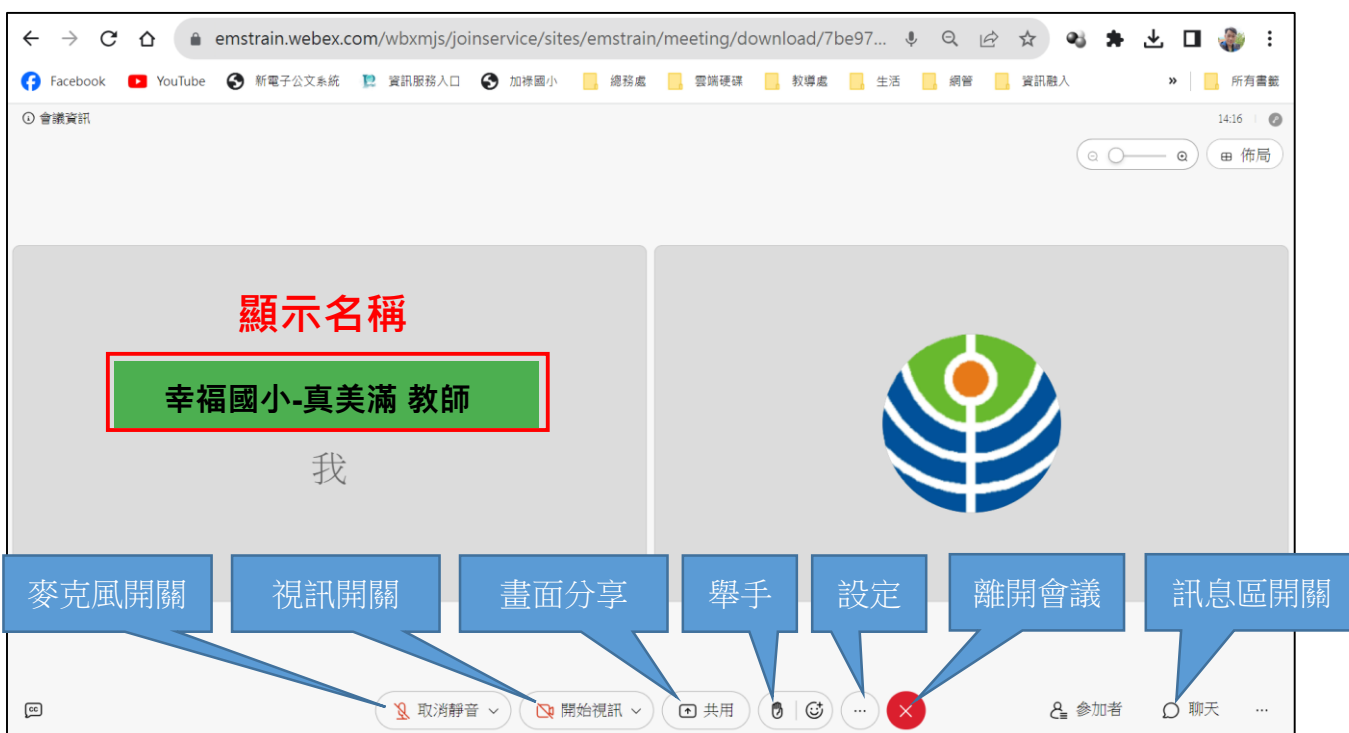 emstrain.webex.com/wbxmjs/joinservice/sites/emstrain/meeting/download/7be97...
Facebook YouTube 新電子公文系統 資訊服務入口 加祿國小 總務處 雲端硬碟 教導處 生活 網管 資訊融入 » 所有書籤
會議資訊 14:16
佈局
顯示名稱
幸福國小-真美滿 教師
我
麥克風開關 視訊開關 畫面分享 舉手 設定 離開會議 訊息區開關
CC 取消靜音 開始視訊 共用 ... 參加者 聊天 ...